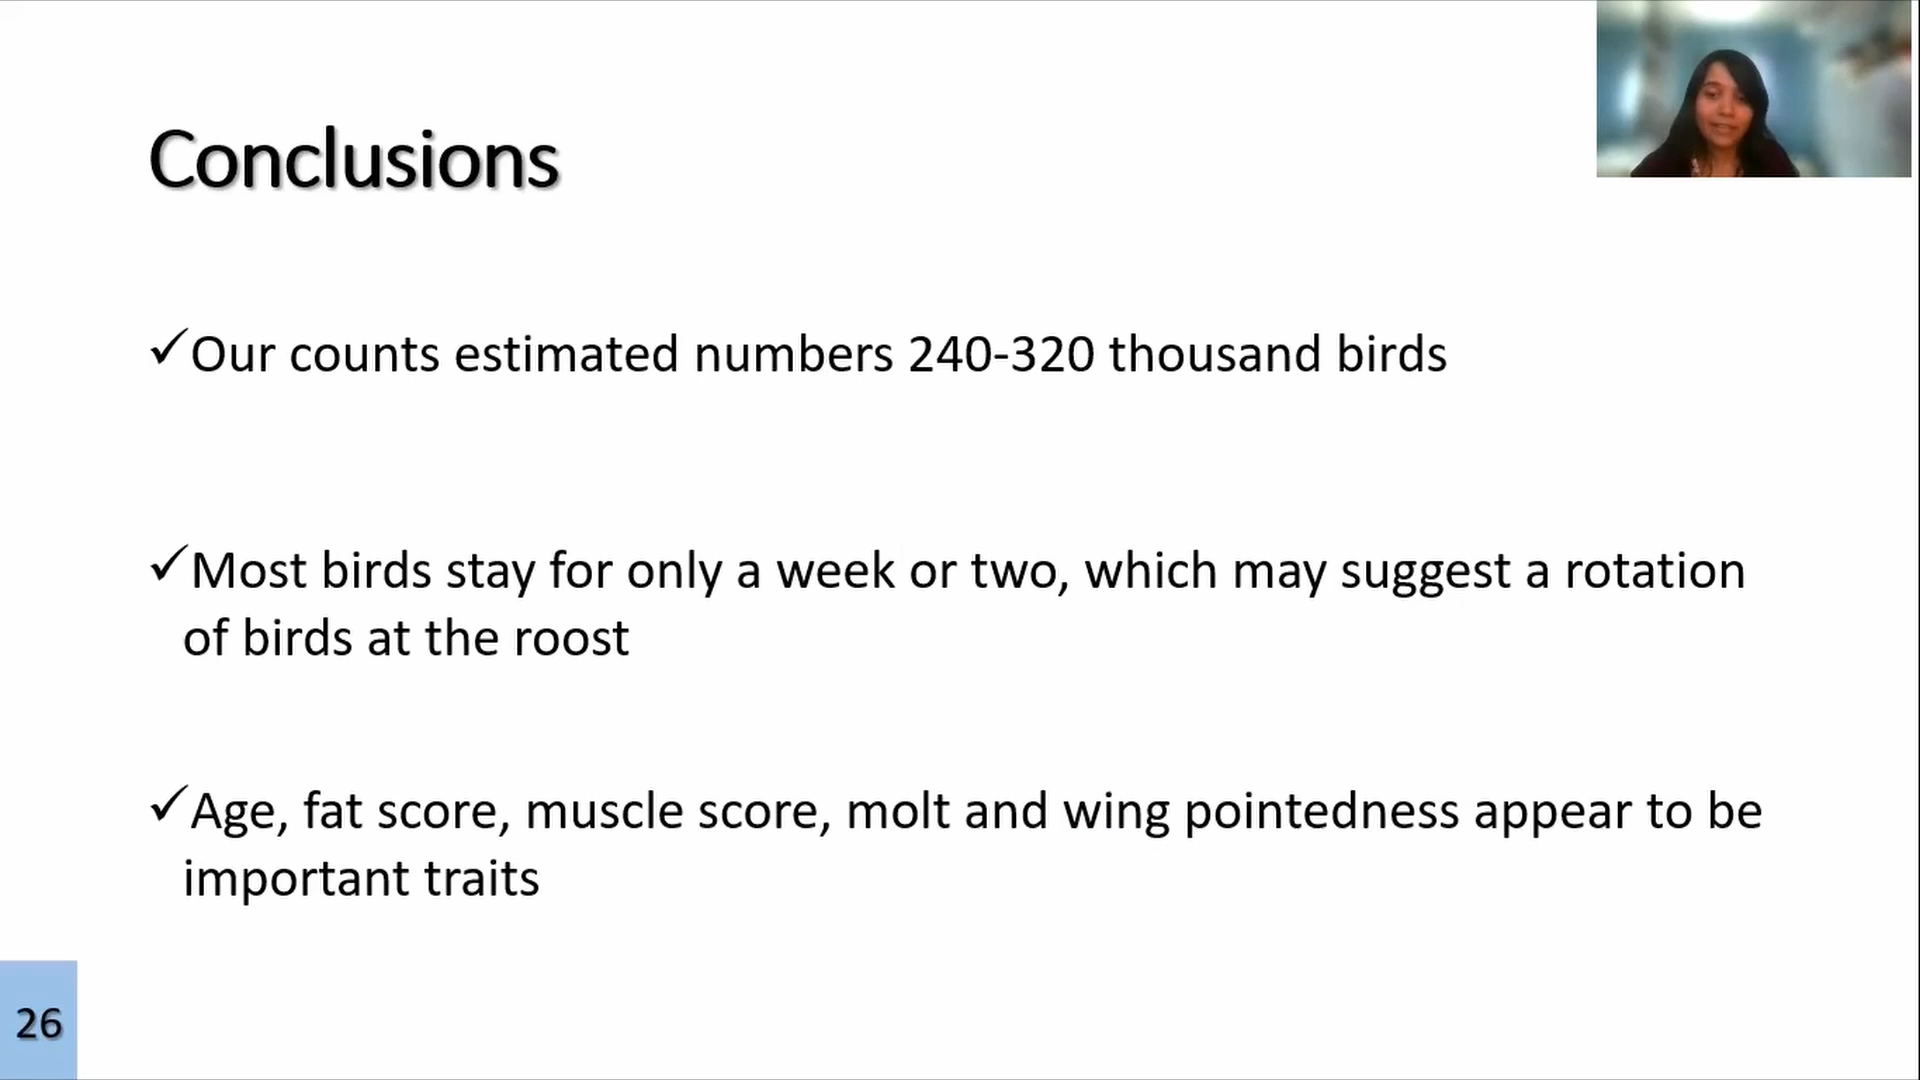 Conclusions
✓Our counts estimated numbers 240-320 thousand birds
✓Most birds stay for only a week or two, which may suggest a rotation
of birds at the roost
✓Age, fat score, muscle score, molt and wing pointedness appear to be
important traits
26